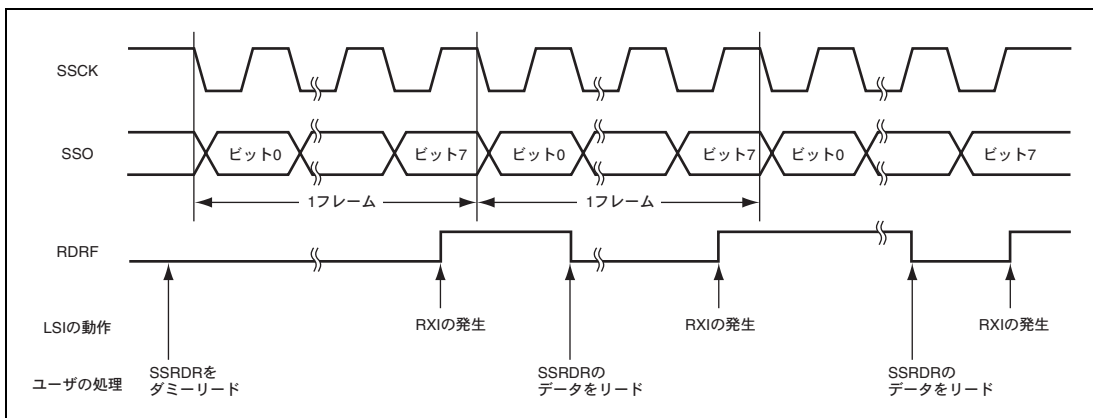 SSCK
SSO
ビット0
ビット7
ビット0
ビット7
ビット0
ビット7
1フレーム
1フレーム
RDRF
LSIの動作
RXIの発生
RXIの発生
RXIの発生
ユーザの処理
SSRDRを
ダミーリード
SSRDRの
データをリード
SSRDRの
データをリード